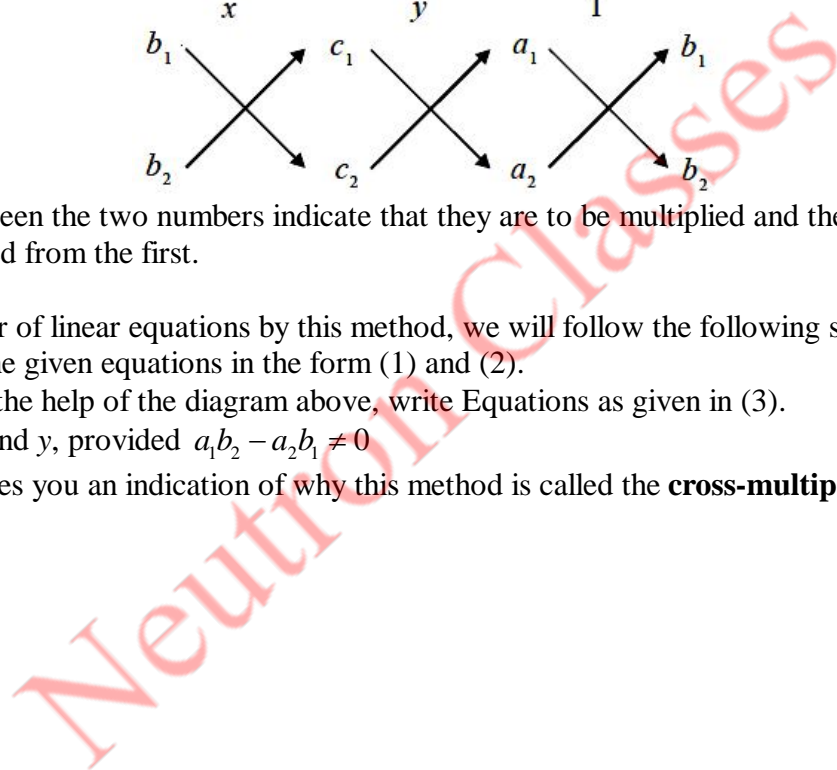 x y 1
b₁ c₁ a₁ b₁
b₂ c₂ a₂ b₂
een the two numbers indicate that they are to be multiplied and the
d from the first.
r of linear equations by this method, we will follow the following s
he given equations in the form (1) and (2).
the help of the diagram above, write Equations as given in (3).
nd y, provided a₁b₂ − a₂b₁ ≠ 0
es you an indication of why this method is called the cross-multip
Neutron Classes